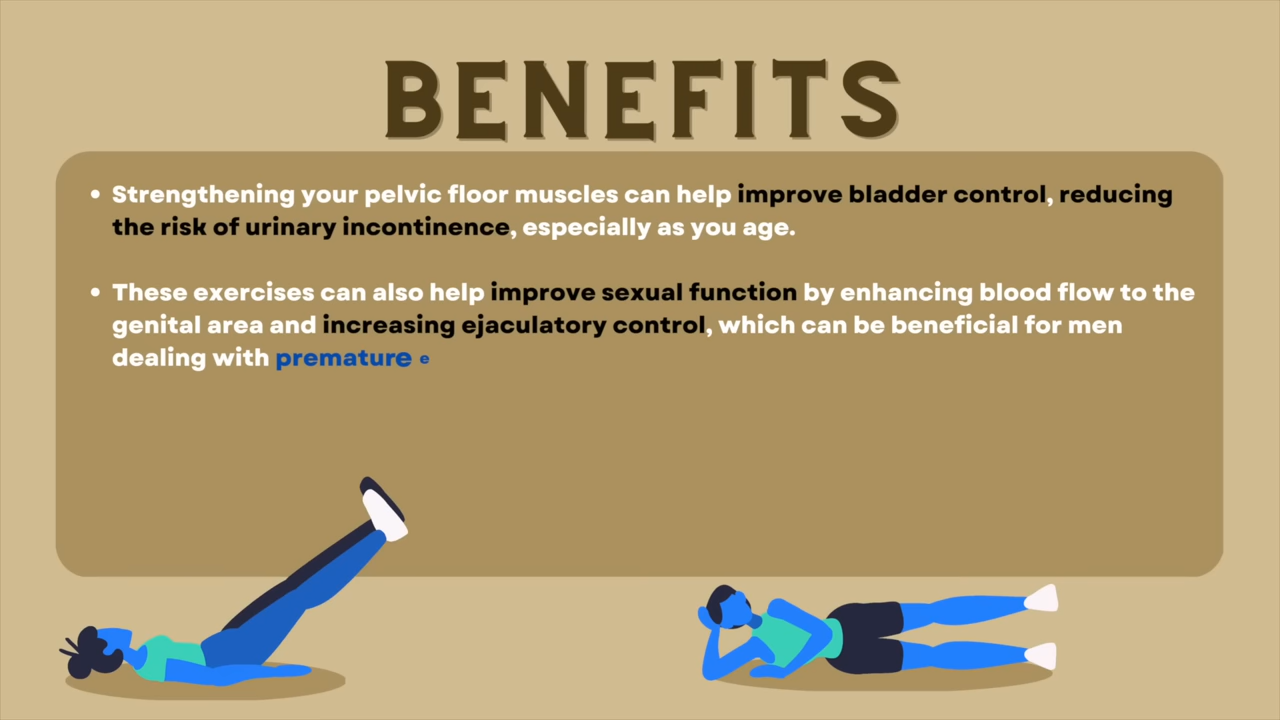 BENEFITS
• Strengthening your pelvic floor muscles can help improve bladder control, reducing
the risk of urinary incontinence, especially as you age.
• These exercises can also help improve sexual function by enhancing blood flow to the
genital area and increasing ejaculatory control, which can be beneficial for men
dealing with premature e